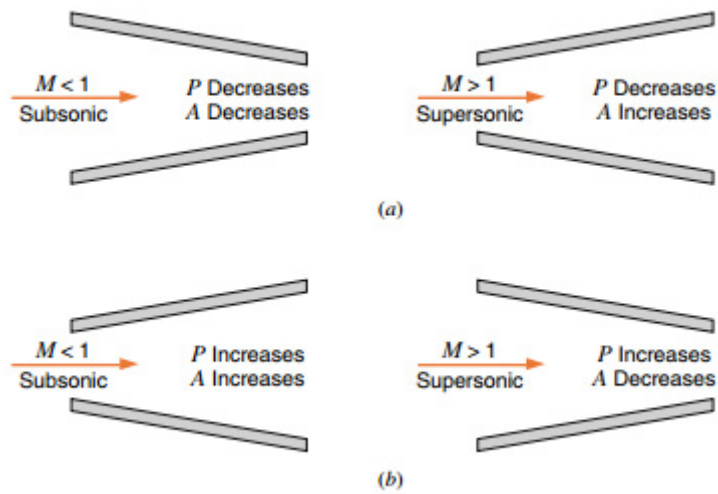 M < 1
Subsonic
P Decreases
A Decreases
M > 1
Supersonic
P Decreases
A Increases
(a)
M < 1
Subsonic
P Increases
A Increases
M > 1
Supersonic
P Increases
A Decreases
(b)